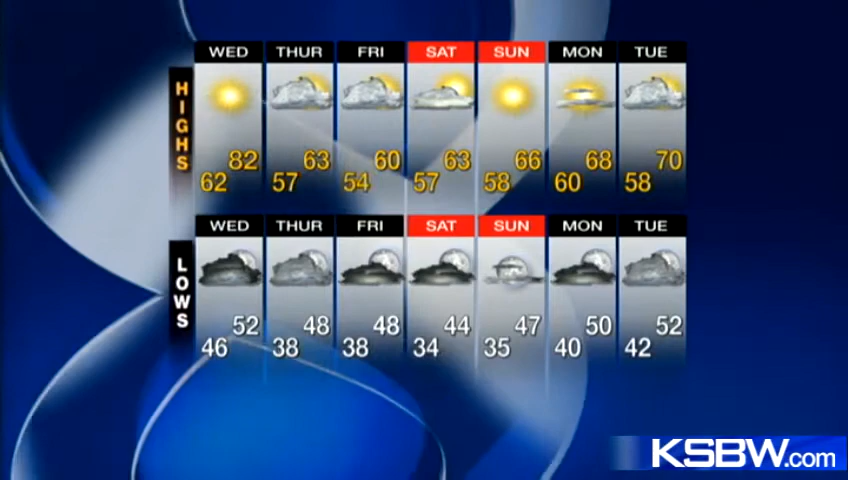 WED THUR FRI SAT SUN MON TUE
HIGHS
82 63 60 63 66 68 70
62 57 54 57 58 60 58
WED THUR FRI SAT SUN MON TUE
LOWS
52 48 48 44 47 50 52
46 38 38 34 35 40 42
KSBW.com